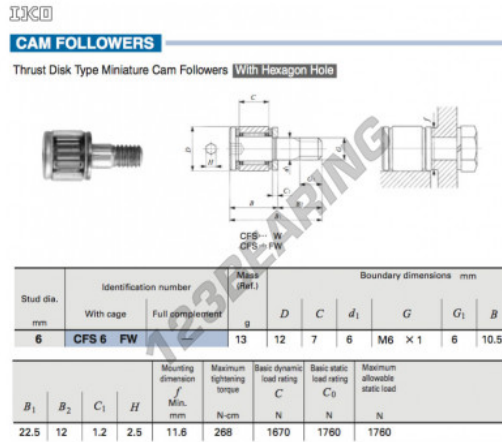 IKO
CAM FOLLOWERS
Thrust Disk Type Miniature Cam Followers With Hexagon Hole
C
D
H
B
CFS… W
CFS…FW
123BEARING
Stud dia.
mm
Identification number
With cage
Full complement
Mass
(Ref.)
g
Boundary dimensions mm
D C d₁ G G₁ B
6 CFS 6 FW — 13 12 7 6 M6 ×1 6 10.5
B₁ B₂ C₁ H
Mounting
dimension
f
Min.
mm
Maximum
tightening
torque
N-cm
Basic dynamic
load rating
C
N
Basic static
load rating
C₀
N
Maximum
allowable
static load
N
22.5 12 1.2 2.5 11.6 268 1670 1760 1760